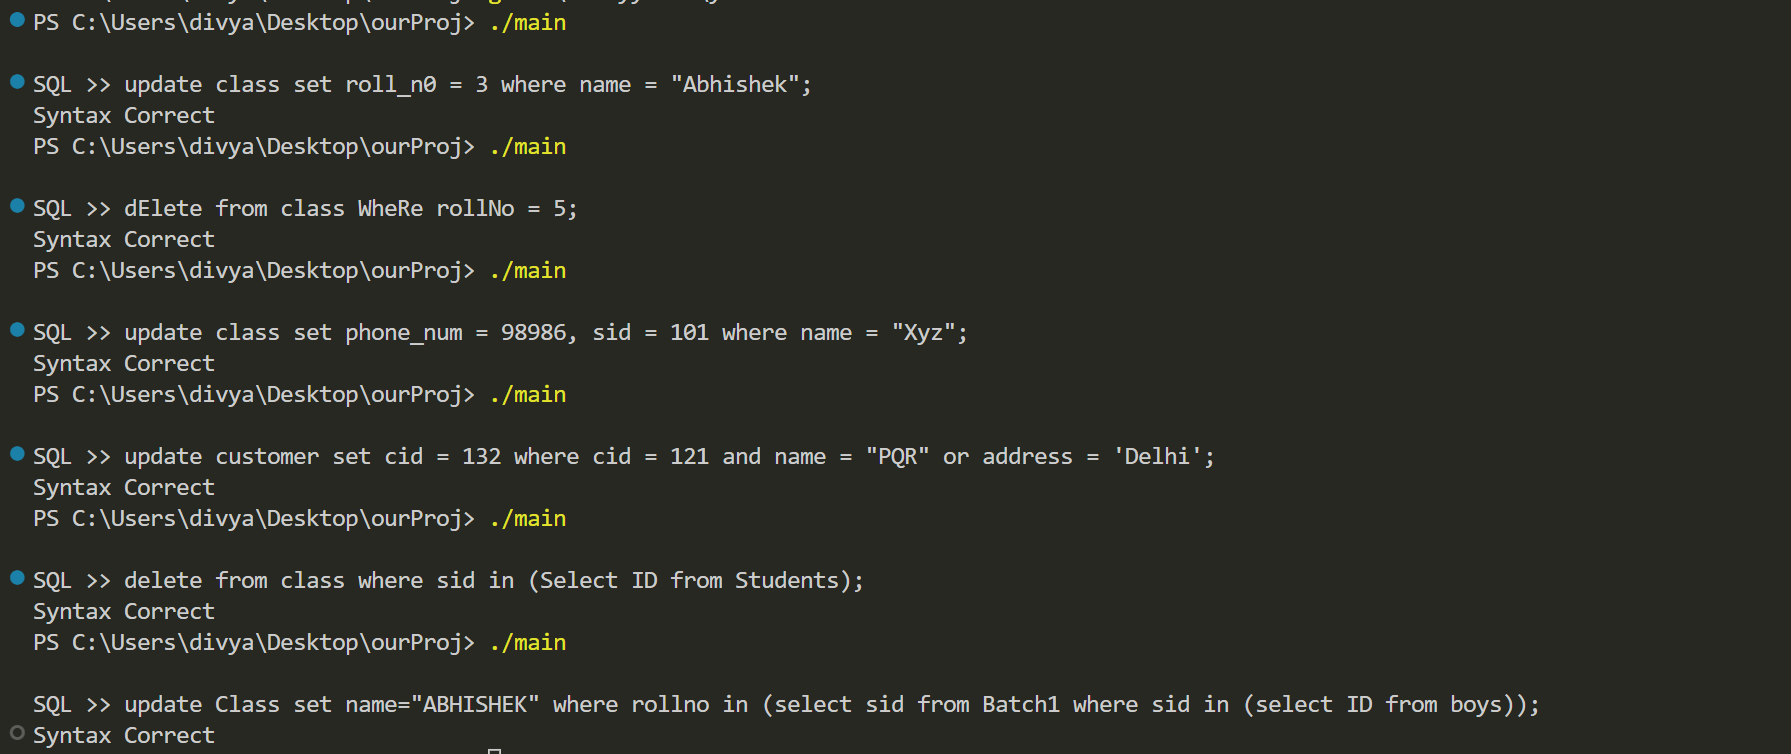 PS C:\Users\divya\Desktop\ourProj> ./main
SQL >> update class set roll_n0 = 3 where name = "Abhishek";
Syntax Correct
PS C:\Users\divya\Desktop\ourProj> ./main
SQL >> dElete from class WheRe rollNo = 5;
Syntax Correct
PS C:\Users\divya\Desktop\ourProj> ./main
SQL >> update class set phone_num = 98986, sid = 101 where name = "Xyz";
Syntax Correct
PS C:\Users\divya\Desktop\ourProj> ./main
SQL >> update customer set cid = 132 where cid = 121 and name = "PQR" or address = 'Delhi';
Syntax Correct
PS C:\Users\divya\Desktop\ourProj> ./main
SQL >> delete from class where sid in (Select ID from Students);
Syntax Correct
PS C:\Users\divya\Desktop\ourProj> ./main
SQL >> update Class set name="ABHISHEK" where rollno in (select sid from Batch1 where sid in (select ID from boys));
Syntax Correct